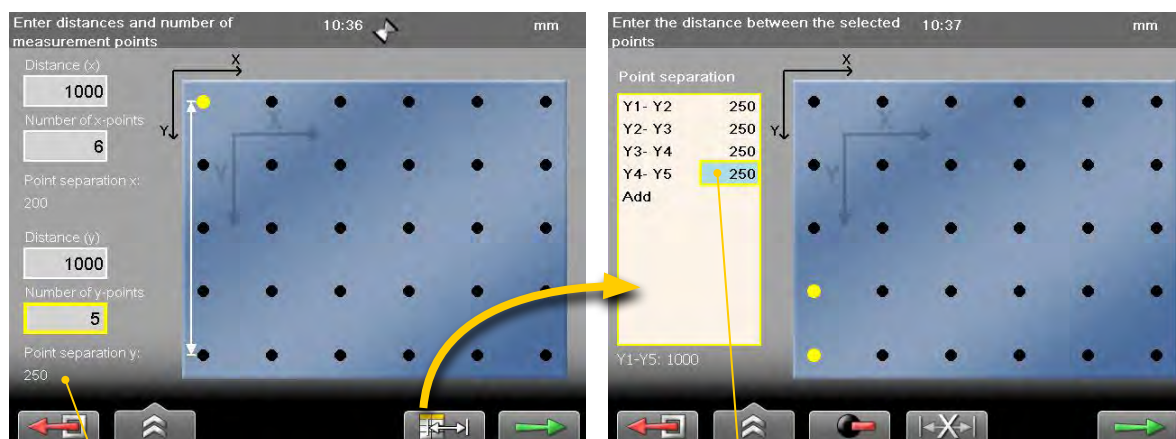 Enter distances and number of
measurement points
10:36
mm
Distance (x)
1000
Number of x-points
6
Point separation x:
200
Distance (y)
1000
Number of y-points
5
Point separation y:
250
X
Y
X
Y
Enter the distance between the selected
points
10:37
mm
Point separation
Y1- Y2 250
Y2- Y3 250
Y3- Y4 250
Y4- Y5 250
Add
Y1-Y5: 1000
X
Y
X
Y
X